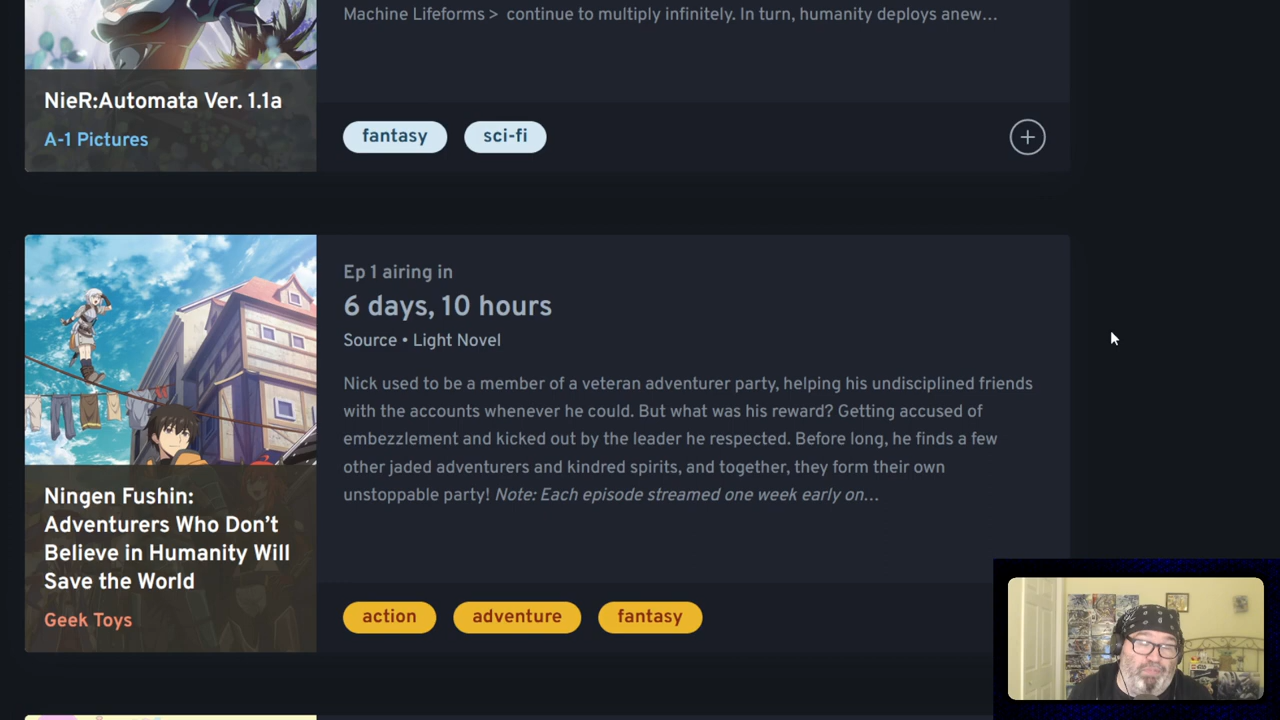 Machine Lifeforms > continue to multiply infinitely. In turn, humanity deploys anew…
NieR:Automata Ver. 1.1a
A-1 Pictures
fantasy
sci-fi
Ep 1 airing in
6 days, 10 hours
Source • Light Novel
Nick used to be a member of a veteran adventurer party, helping his undisciplined friends
with the accounts whenever he could. But what was his reward? Getting accused of
embezzlement and kicked out by the leader he respected. Before long, he finds a few
other jaded adventurers and kindred spirits, and together, they form their own
unstoppable party! Note: Each episode streamed one week early on…
Ningen Fushin:
Adventurers Who Don’t
Believe in Humanity Will
Save the World
Geek Toys
action
adventure
fantasy